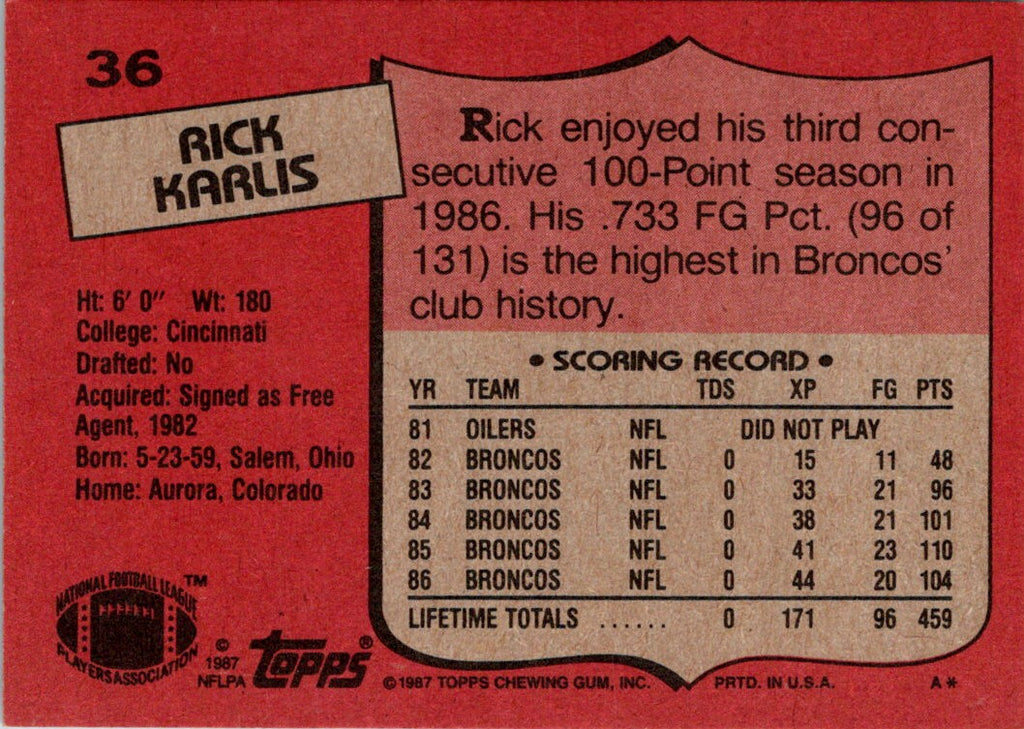 36
RICK
KARLIS
Rick enjoyed his third con-
secutive 100-Point season in
1986. His .733 FG Pct. (96 of
131) is the highest in Broncos'
club history.
Ht: 6' 0" Wt: 180
College: Cincinnati
Drafted: No
Acquired: Signed as Free
Agent, 1982
Born: 5-23-59, Salem, Ohio
Home: Aurora, Colorado
• SCORING RECORD •
YR TEAM TDS XP FG PTS
81 OILERS NFL DID NOT PLAY
82 BRONCOS NFL 0 15 11 48
83 BRONCOS NFL 0 33 21 96
84 BRONCOS NFL 0 38 21 101
85 BRONCOS NFL 0 41 23 110
86 BRONCOS NFL 0 44 20 104
LIFETIME TOTALS ...... 0 171 96 459
NATIONAL FOOTBALL LEAGUE ™
PLAYERS ASSOCIATION
©
1987
NFLPA
topps®
©1987 TOPPS CHEWING GUM, INC. PRTD. IN U.S.A. A*